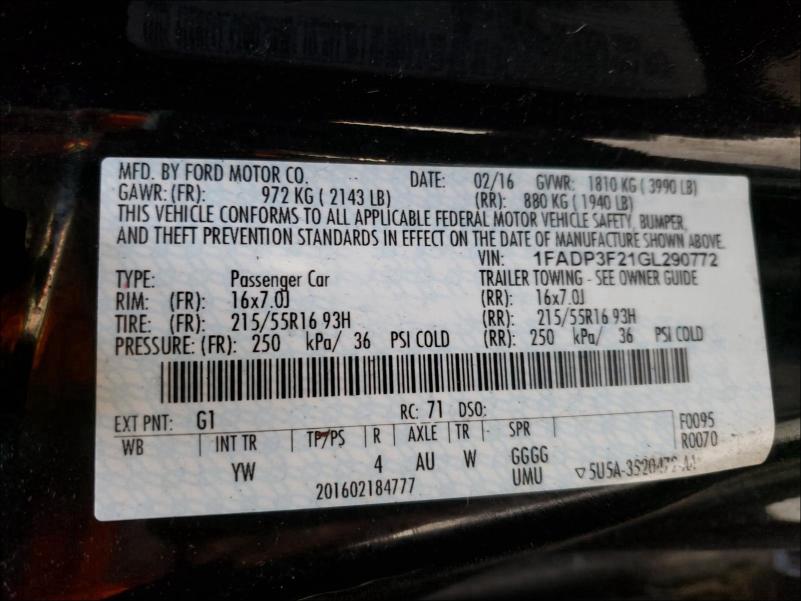 MFD. BY FORD MOTOR CO. DATE: 02/16 GVWR: 1810 KG ( 3990 LB)
GAWR: (FR): 972 KG ( 2143 LB) (RR): 880 KG ( 1940 LB)
THIS VEHICLE CONFORMS TO ALL APPLICABLE FEDERAL MOTOR VEHICLE SAFETY, BUMPER,
AND THEFT PREVENTION STANDARDS IN EFFECT ON THE DATE OF MANUFACTURE SHOWN ABOVE.
VIN: 1FADP3F21GL290772
TYPE: Passenger Car TRAILER TOWING - SEE OWNER GUIDE
RIM: (FR): 16x7.0J (RR): 16x7.0J
TIRE: (FR): 215/55R16 93H (RR): 215/55R16 93H
PRESSURE: (FR): 250 kPa/ 36 PSI COLD (RR): 250 kPa/ 36 PSI COLD
EXT PNT: G1 RC: 71 DSO:
WB INT TR TP/PS R AXLE TR SPR F0095
YW 4 AU W GGGG R0070
201602184777 UMU